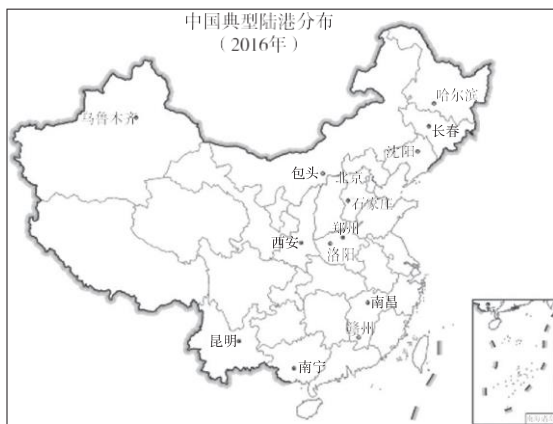 中国典型陆港分布
（2016年）
哈尔滨
乌鲁木齐
长春
沈阳
包头
北京
石家庄
郑州
西安
洛阳
南昌
赣州
昆明
南宁